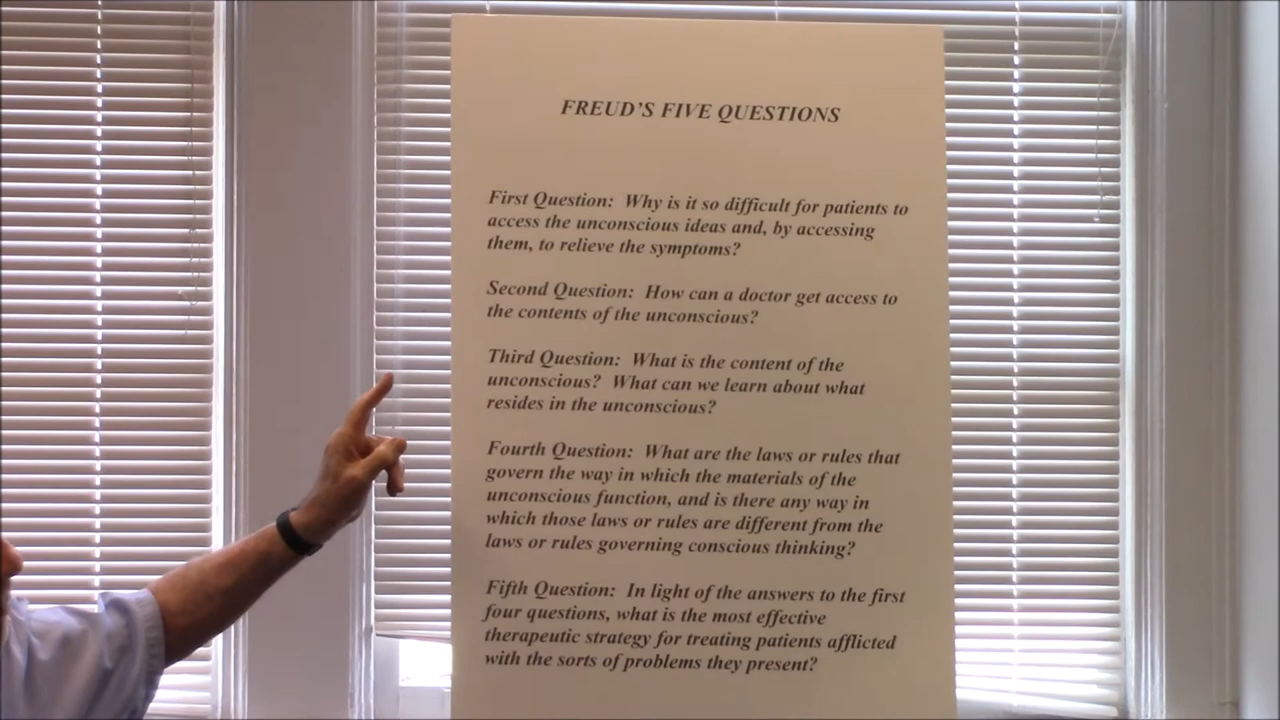 FREUD'S FIVE QUESTIONS
First Question: Why is it so difficult for patients to
access the unconscious ideas and, by accessing
them, to relieve the symptoms?
Second Question: How can a doctor get access to
the contents of the unconscious?
Third Question: What is the content of the
unconscious? What can we learn about what
resides in the unconscious?
Fourth Question: What are the laws or rules that
govern the way in which the materials of the
unconscious function, and is there any way in
which those laws or rules are different from the
laws or rules governing conscious thinking?
Fifth Question: In light of the answers to the first
four questions, what is the most effective
therapeutic strategy for treating patients afflicted
with the sorts of problems they present?